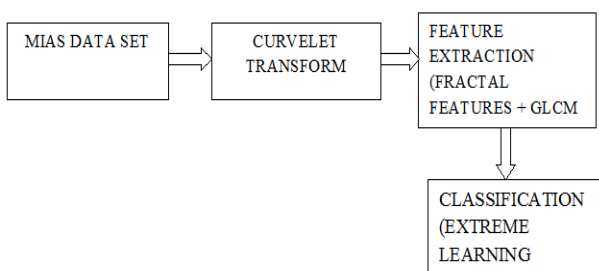 MIAS DATA SET
CURVELET
TRANSFORM
FEATURE
EXTRACTION
(FRACTAL
FEATURES + GLCM
CLASSIFICATION
(EXTREME
LEARNING